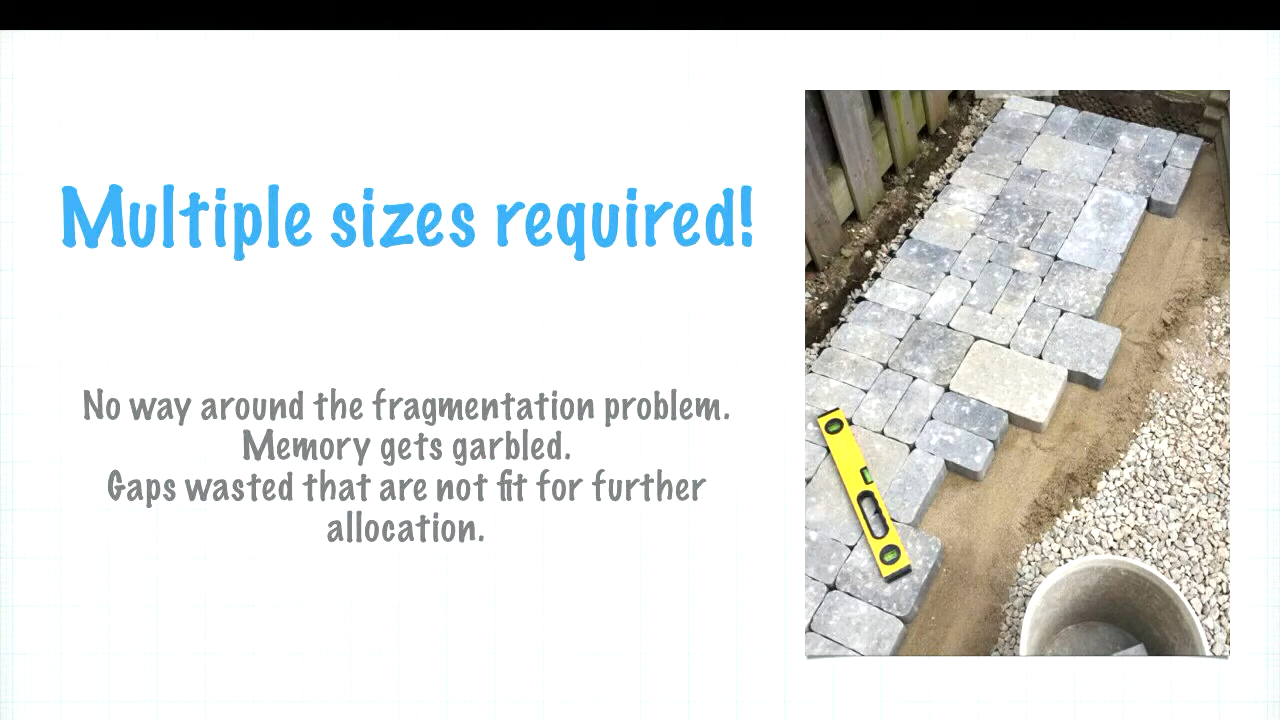 Multiple sizes required!
No way around the fragmentation problem.
Memory gets garbled.
Gaps wasted that are not fit for further
allocation.